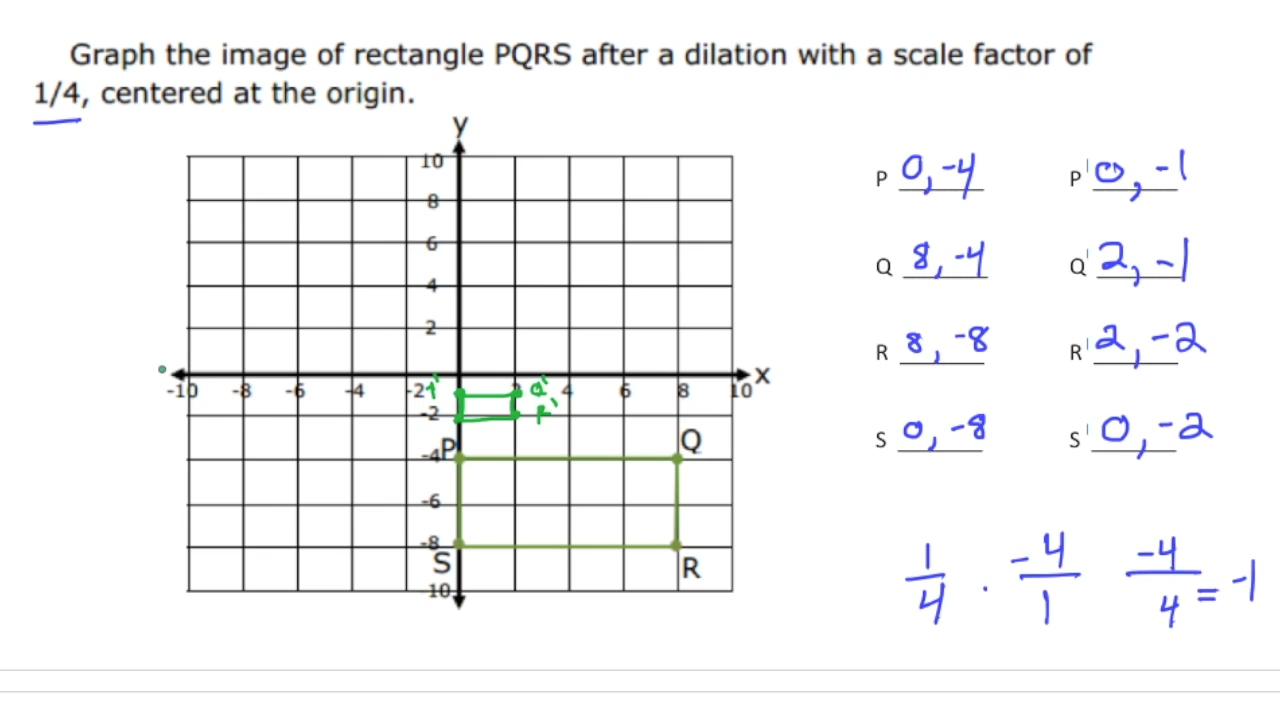 Graph the image of rectangle PQRS after a dilation with a scale factor of
1/4, centered at the origin.
y
10
8
6
4
2
-10 -8 -6 -4 -2 2 4 6 8 10 x
P' Q'
-2 R'
-4 P Q
-6
-8
S R
-10
P 0, -4 P' 0, -1
Q 8, -4 Q' 2, -1
R 8, -8 R' 2, -2
S 0, -8 S' 0, -2
1/4 · -4/1 -4/4 = -1